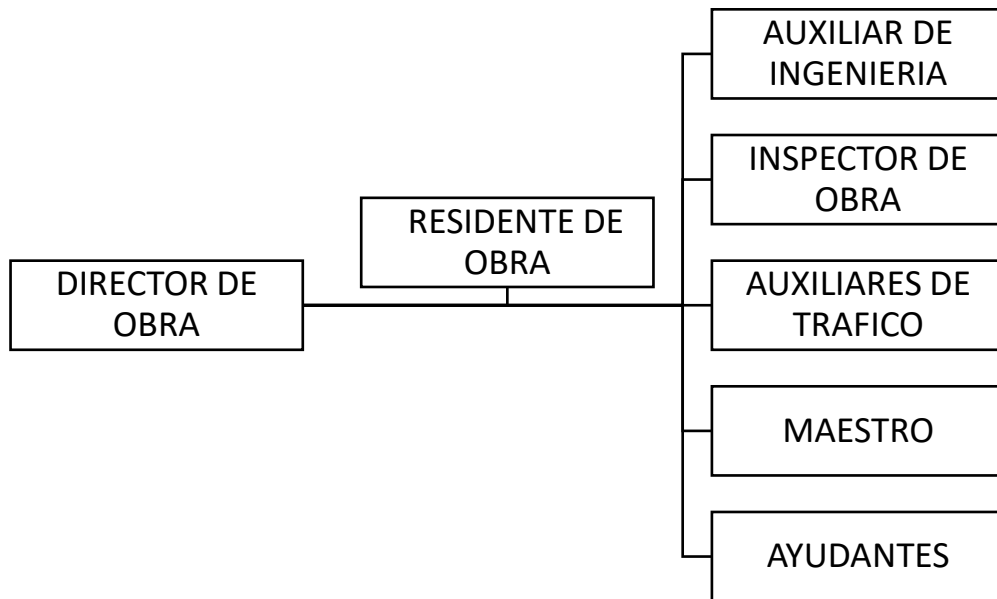 DIRECTOR DE
OBRA
RESIDENTE DE
OBRA
AUXILIAR DE
INGENIERIA
INSPECTOR DE
OBRA
AUXILIARES DE
TRAFICO
MAESTRO
AYUDANTES